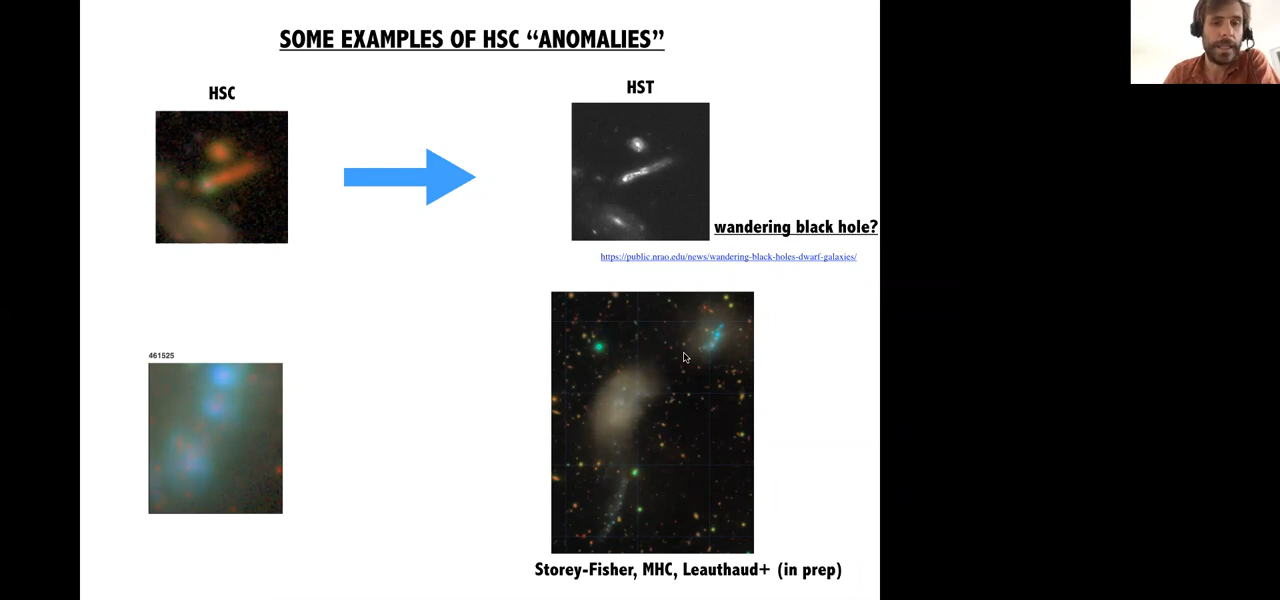 SOME EXAMPLES OF HSC “ANOMALIES”
HSC
HST
wandering black hole?
https://public.nrao.edu/news/wandering-black-holes-dwarf-galaxies/
461525
Storey-Fisher, MHC, Leauthaud+ (in prep)